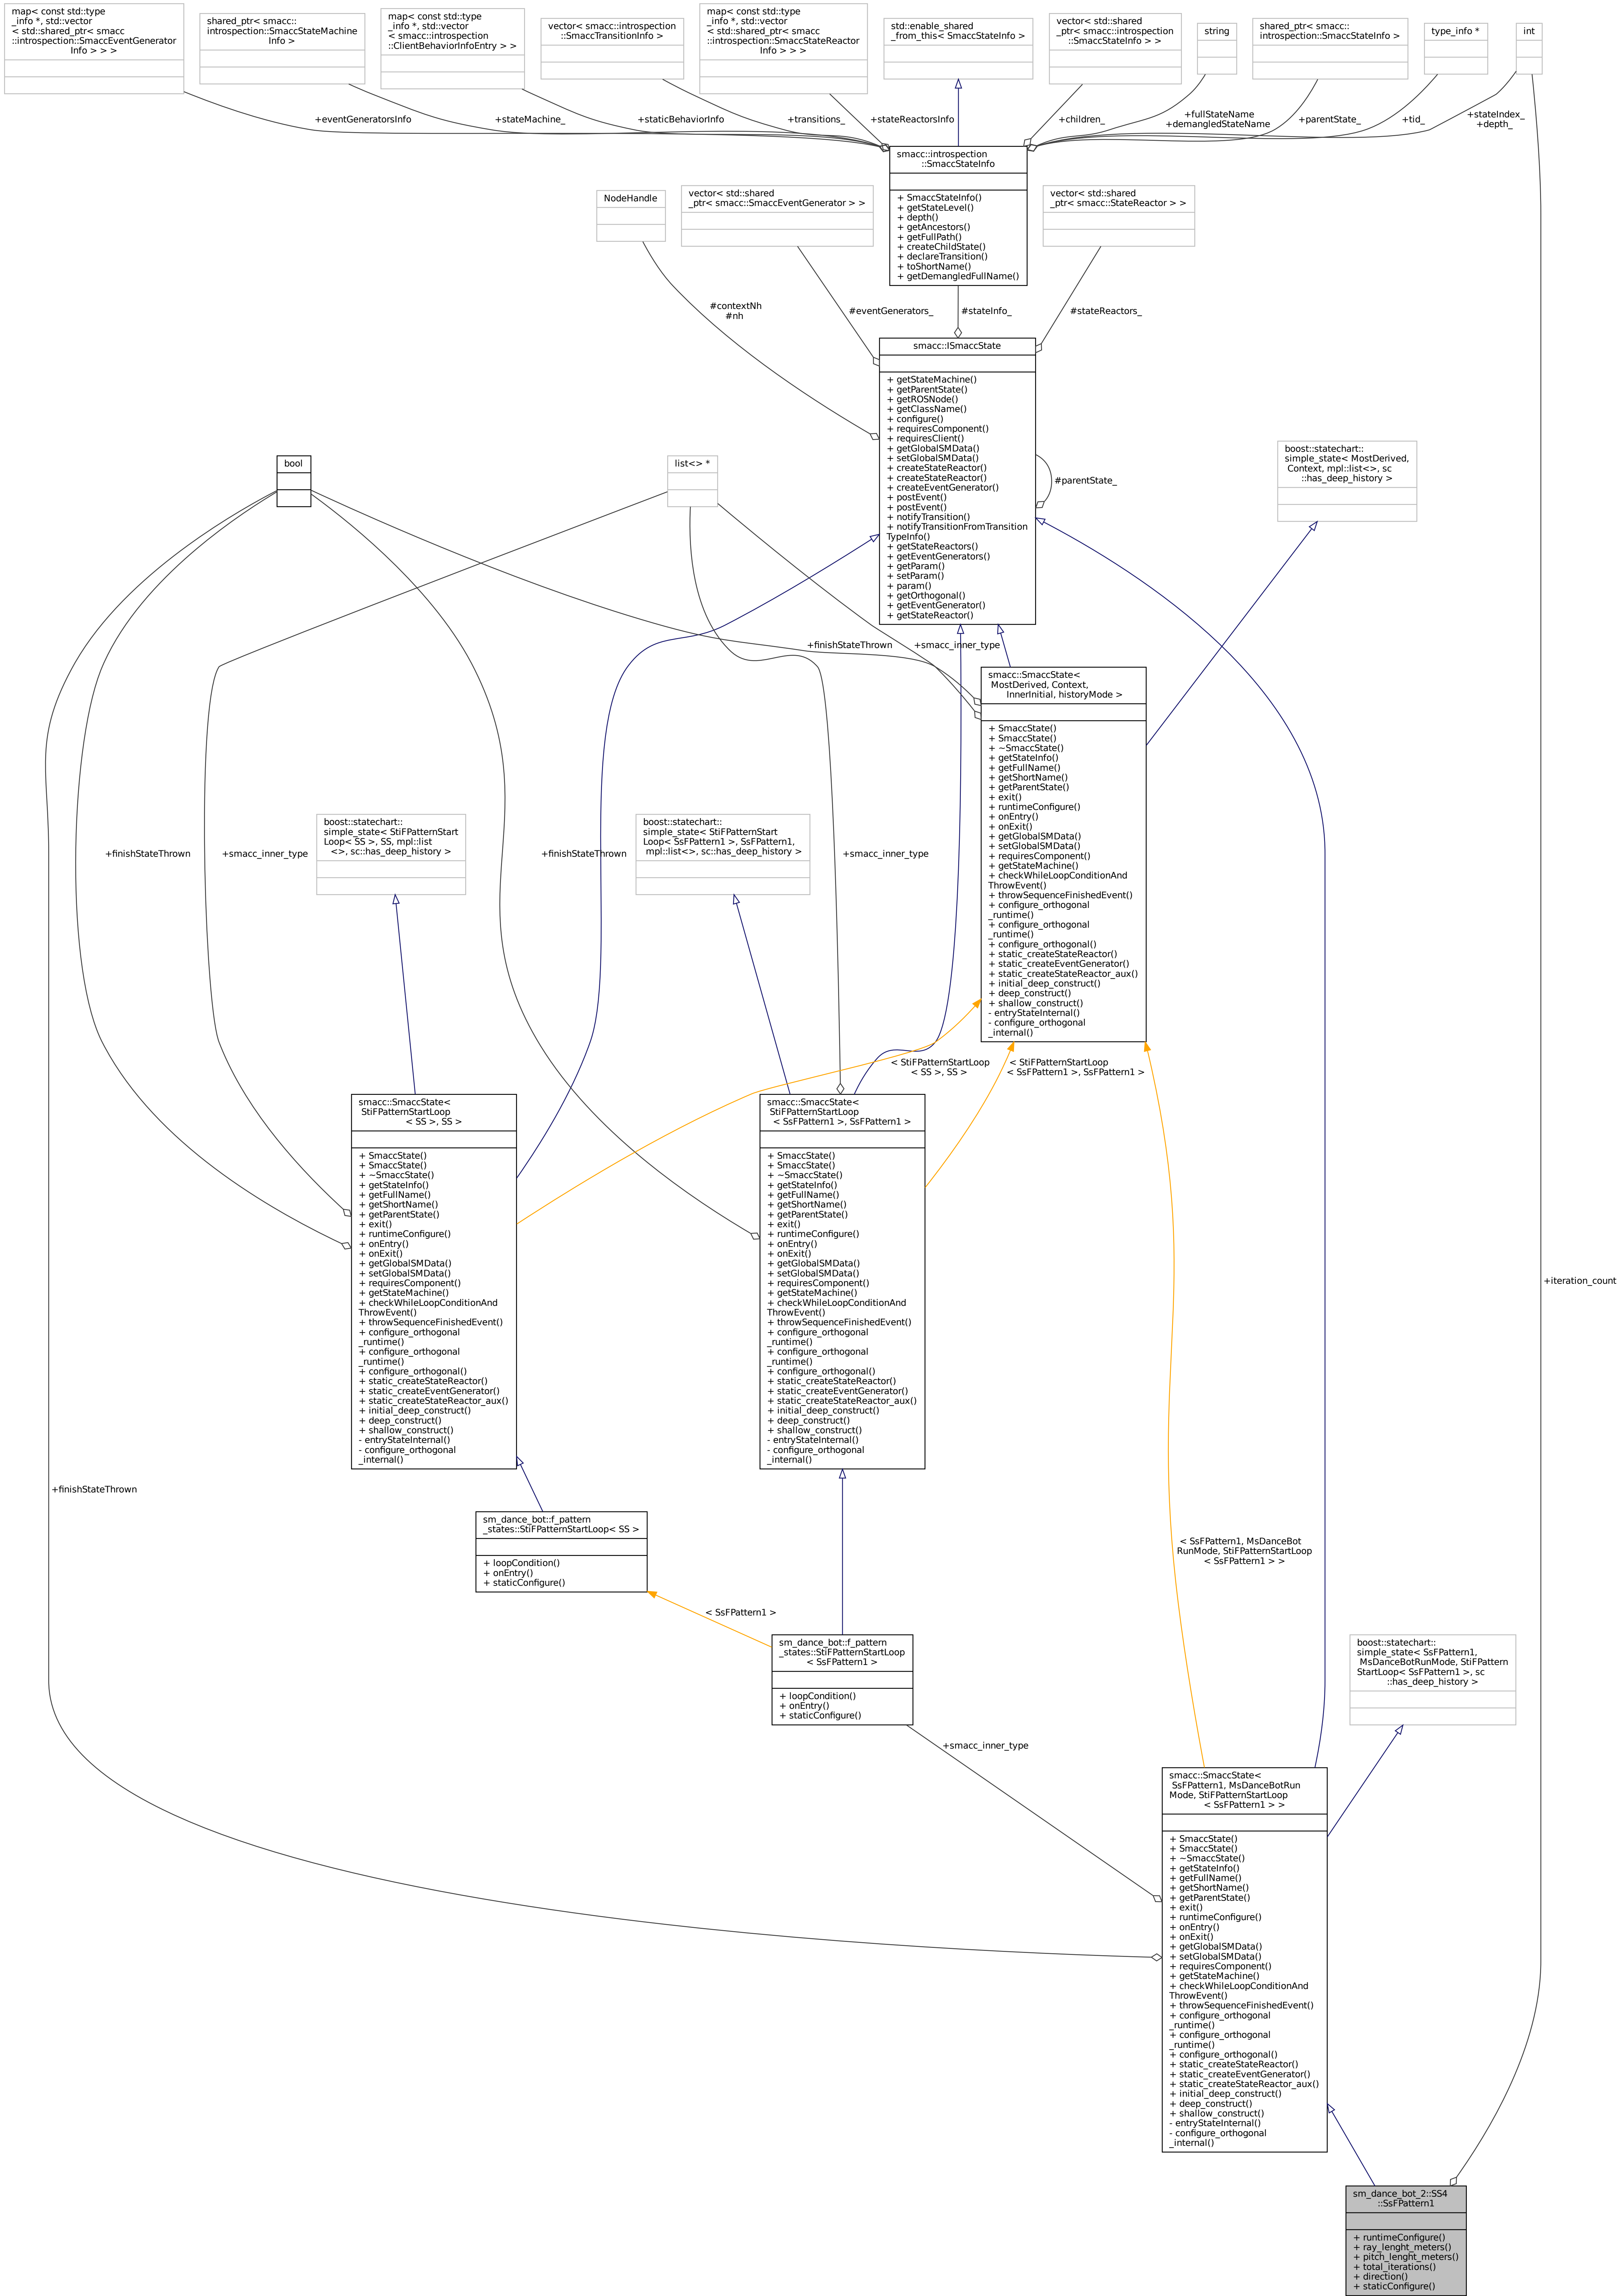 map< const std::type
_info *, std::vector
< std::shared_ptr< smacc
::introspection::SmaccEventGenerator
Info > > >
shared_ptr< smacc::
introspection::SmaccStateMachine
Info >
map< const std::type
_info *, std::vector
< smacc::introspection
::ClientBehaviorInfoEntry > >
vector< smacc::introspection
::SmaccTransitionInfo >
map< const std::type
_info *, std::vector
< std::shared_ptr< smacc
::introspection::SmaccStateReactor
Info > > >
std::enable_shared
_from_this< SmaccStateInfo >
vector< std::shared
_ptr< smacc::introspection
::SmaccStateInfo > >
string
shared_ptr< smacc::
introspection::SmaccStateInfo >
type_info *
int
+eventGeneratorsInfo
+stateMachine_
+staticBehaviorInfo
+transitions_
+stateReactorsInfo
+children_
+fullStateName
+demangledStateName
+parentState_
+tid_
+stateIndex_
+depth_
smacc::introspection
::SmaccStateInfo
+ SmaccStateInfo()
+ getStateLevel()
+ depth()
+ getAncestors()
+ getFullPath()
+ createChildState()
+ declareTransition()
+ toShortName()
+ getDemangledFullName()
NodeHandle
vector< std::shared
_ptr< smacc::SmaccEventGenerator > >
vector< std::shared
_ptr< smacc::StateReactor > >
#contextNh
#nh
#eventGenerators_
#stateInfo_
#stateReactors_
smacc::ISmaccState
+ getStateMachine()
+ getParentState()
+ getROSNode()
+ getClassName()
+ configure()
+ requiresComponent()
+ requiresClient()
+ getGlobalSMData()
+ setGlobalSMData()
+ createStateReactor()
+ createStateReactor()
+ createEventGenerator()
+ postEvent()
+ postEvent()
+ notifyTransition()
+ notifyTransitionFromTransition
TypeInfo()
+ getStateReactors()
+ getEventGenerators()
+ getParam()
+ setParam()
+ param()
+ getOrthogonal()
+ getEventGenerator()
+ getStateReactor()
#parentState_
bool
list<> *
boost::statechart::
simple_state< MostDerived,
Context, mpl::list<>, sc
::has_deep_history >
+finishStateThrown
+smacc_inner_type
smacc::SmaccState<
MostDerived, Context,
InnerInitial, historyMode >
+ SmaccState()
+ SmaccState()
+ ~SmaccState()
+ getStateInfo()
+ getFullName()
+ getShortName()
+ getParentState()
+ exit()
+ runtimeConfigure()
+ onEntry()
+ onExit()
+ getGlobalSMData()
+ setGlobalSMData()
+ requiresComponent()
+ getStateMachine()
+ checkWhileLoopConditionAnd
ThrowEvent()
+ throwSequenceFinishedEvent()
+ configure_orthogonal
_runtime()
+ configure_orthogonal
_runtime()
+ configure_orthogonal()
+ static_createStateReactor()
+ static_createEventGenerator()
+ static_createStateReactor_aux()
+ initial_deep_construct()
+ deep_construct()
+ shallow_construct()
- entryStateInternal()
- configure_orthogonal
_internal()
boost::statechart::
simple_state< StiFPatternStart
Loop< SS >, SS, mpl::list
<>, sc::has_deep_history >
boost::statechart::
simple_state< StiFPatternStart
Loop< SsFPattern1 >, SsFPattern1,
mpl::list<>, sc::has_deep_history >
+finishStateThrown
+smacc_inner_type
+finishStateThrown
+smacc_inner_type
< StiFPatternStartLoop
< SS >, SS >
< StiFPatternStartLoop
< SsFPattern1 >, SsFPattern1 >
smacc::SmaccState<
StiFPatternStartLoop
< SS >, SS >
+ SmaccState()
+ SmaccState()
+ ~SmaccState()
+ getStateInfo()
+ getFullName()
+ getShortName()
+ getParentState()
+ exit()
+ runtimeConfigure()
+ onEntry()
+ onExit()
+ getGlobalSMData()
+ setGlobalSMData()
+ requiresComponent()
+ getStateMachine()
+ checkWhileLoopConditionAnd
ThrowEvent()
+ throwSequenceFinishedEvent()
+ configure_orthogonal
_runtime()
+ configure_orthogonal
_runtime()
+ configure_orthogonal()
+ static_createStateReactor()
+ static_createEventGenerator()
+ static_createStateReactor_aux()
+ initial_deep_construct()
+ deep_construct()
+ shallow_construct()
- entryStateInternal()
- configure_orthogonal
_internal()
smacc::SmaccState<
StiFPatternStartLoop
< SsFPattern1 >, SsFPattern1 >
+ SmaccState()
+ SmaccState()
+ ~SmaccState()
+ getStateInfo()
+ getFullName()
+ getShortName()
+ getParentState()
+ exit()
+ runtimeConfigure()
+ onEntry()
+ onExit()
+ getGlobalSMData()
+ setGlobalSMData()
+ requiresComponent()
+ getStateMachine()
+ checkWhileLoopConditionAnd
ThrowEvent()
+ throwSequenceFinishedEvent()
+ configure_orthogonal
_runtime()
+ configure_orthogonal
_runtime()
+ configure_orthogonal()
+ static_createStateReactor()
+ static_createEventGenerator()
+ static_createStateReactor_aux()
+ initial_deep_construct()
+ deep_construct()
+ shallow_construct()
- entryStateInternal()
- configure_orthogonal
_internal()
+iteration_count
+finishStateThrown
sm_dance_bot::f_pattern
_states::StiFPatternStartLoop< SS >
+ loopCondition()
+ onEntry()
+ staticConfigure()
< SsFPattern1, MsDanceBot
RunMode, StiFPatternStartLoop
< SsFPattern1 > >
< SsFPattern1 >
sm_dance_bot::f_pattern
_states::StiFPatternStartLoop
< SsFPattern1 >
+ loopCondition()
+ onEntry()
+ staticConfigure()
boost::statechart::
simple_state< SsFPattern1,
MsDanceBotRunMode, StiFPattern
StartLoop< SsFPattern1 >, sc
::has_deep_history >
+smacc_inner_type
smacc::SmaccState<
SsFPattern1, MsDanceBotRun
Mode, StiFPatternStartLoop
< SsFPattern1 > >
+ SmaccState()
+ SmaccState()
+ ~SmaccState()
+ getStateInfo()
+ getFullName()
+ getShortName()
+ getParentState()
+ exit()
+ runtimeConfigure()
+ onEntry()
+ onExit()
+ getGlobalSMData()
+ setGlobalSMData()
+ requiresComponent()
+ getStateMachine()
+ checkWhileLoopConditionAnd
ThrowEvent()
+ throwSequenceFinishedEvent()
+ configure_orthogonal
_runtime()
+ configure_orthogonal
_runtime()
+ configure_orthogonal()
+ static_createStateReactor()
+ static_createEventGenerator()
+ static_createStateReactor_aux()
+ initial_deep_construct()
+ deep_construct()
+ shallow_construct()
- entryStateInternal()
- configure_orthogonal
_internal()
sm_dance_bot_2::SS4
::SsFPattern1
+ runtimeConfigure()
+ ray_lenght_meters()
+ pitch_lenght_meters()
+ total_iterations()
+ direction()
+ staticConfigure()